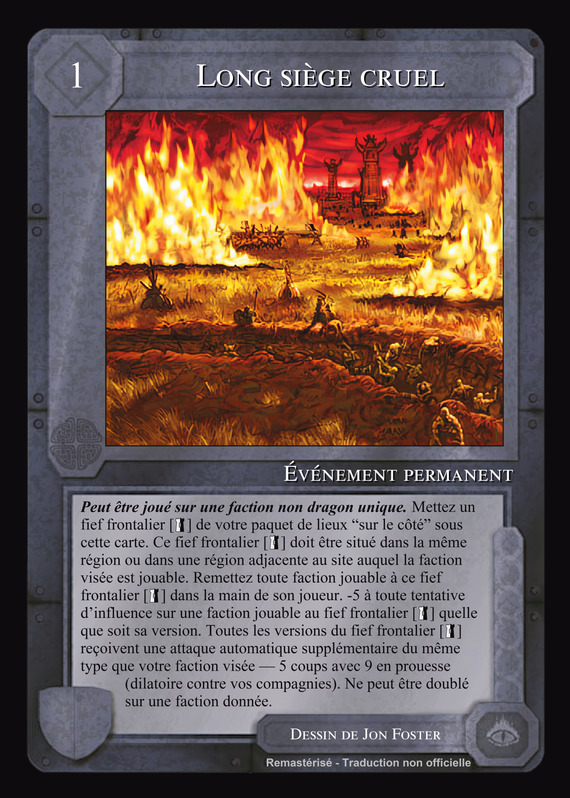 1
Long siège cruel
Événement permanent
Peut être joué sur une faction non dragon unique. Mettez un
fief frontalier [ ] de votre paquet de lieux “sur le côté” sous
cette carte. Ce fief frontalier [ ] doit être situé dans la même
région ou dans une région adjacente au site auquel la faction
visée est jouable. Remettez toute faction jouable à ce fief
frontalier [ ] dans la main de son joueur. -5 à toute tentative
d’influence sur une faction jouable au fief frontalier [ ] quelle
que soit sa version. Toutes les versions du fief frontalier [ ]
reçoivent une attaque automatique supplémentaire du même
type que votre faction visée — 5 coups avec 9 en prouesse
(dilatoire contre vos compagnies). Ne peut être doublé
sur une faction donnée.
Dessin de Jon Foster
Remastérisé - Traduction non officielle